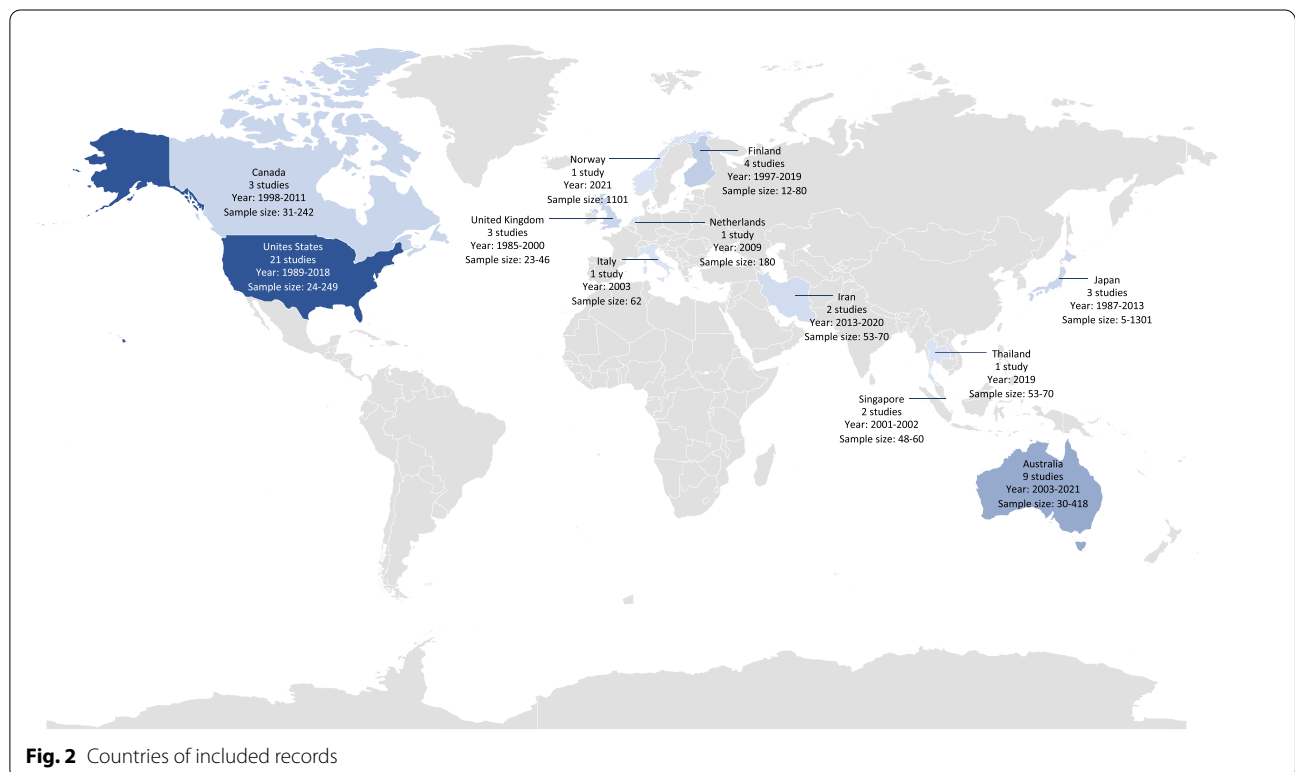 Canada
3 studies
Year: 1998-2011
Sample size: 31-242
Unites States
21 studies
Year: 1989-2018
Sample size: 24-249
Norway
1 study
Year: 2021
Sample size: 1101
Finland
4 studies
Year: 1997-2019
Sample size: 12-80
United Kingdom
3 studies
Year: 1985-2000
Sample size: 23-46
Netherlands
1 study
Year: 2009
Sample size: 180
Italy
1 study
Year: 2003
Sample size: 62
Iran
2 studies
Year: 2013-2020
Sample size: 53-70
Japan
3 studies
Year: 1987-2013
Sample size: 5-1301
Thailand
1 study
Year: 2019
Sample size: 53-70
Singapore
2 studies
Year: 2001-2002
Sample size: 48-60
Australia
9 studies
Year: 2003-2021
Sample size: 30-418
Fig. 2 Countries of included records